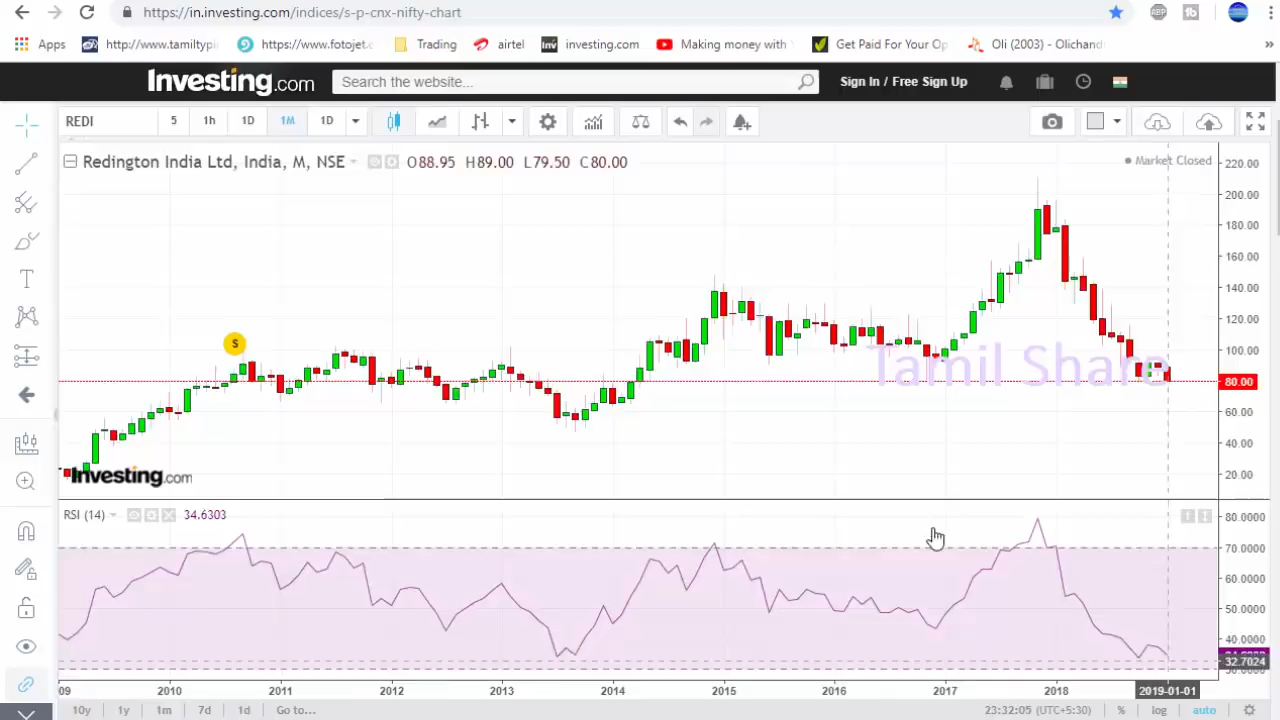 https://in.investing.com/indices/s-p-cnx-nifty-chart
Apps http://www.tamiltypi https://www.fotojet.c Trading airtel investing.com Making money with Get Paid For Your Op Oli (2003) - Olichand »
Investing.com Search the website... Sign In / Free Sign Up
REDI 5 1h 1D 1M 1D
Redington India Ltd, India, M, NSE O88.95 H89.00 L79.50 C80.00 Market Closed
220.00
200.00
180.00
160.00
140.00
120.00
100.00
80.00
60.00
40.00
20.00
S
Tamil Share
Investing.com
RSI (14) 34.6303
80.0000
70.0000
60.0000
50.0000
40.0000
32.7024
09 2010 2011 2012 2013 2014 2015 2016 2017 2018 2019-01-01
10y 1y 1m 7d 1d Go to... 23:32:05 (UTC+5:30) % log auto